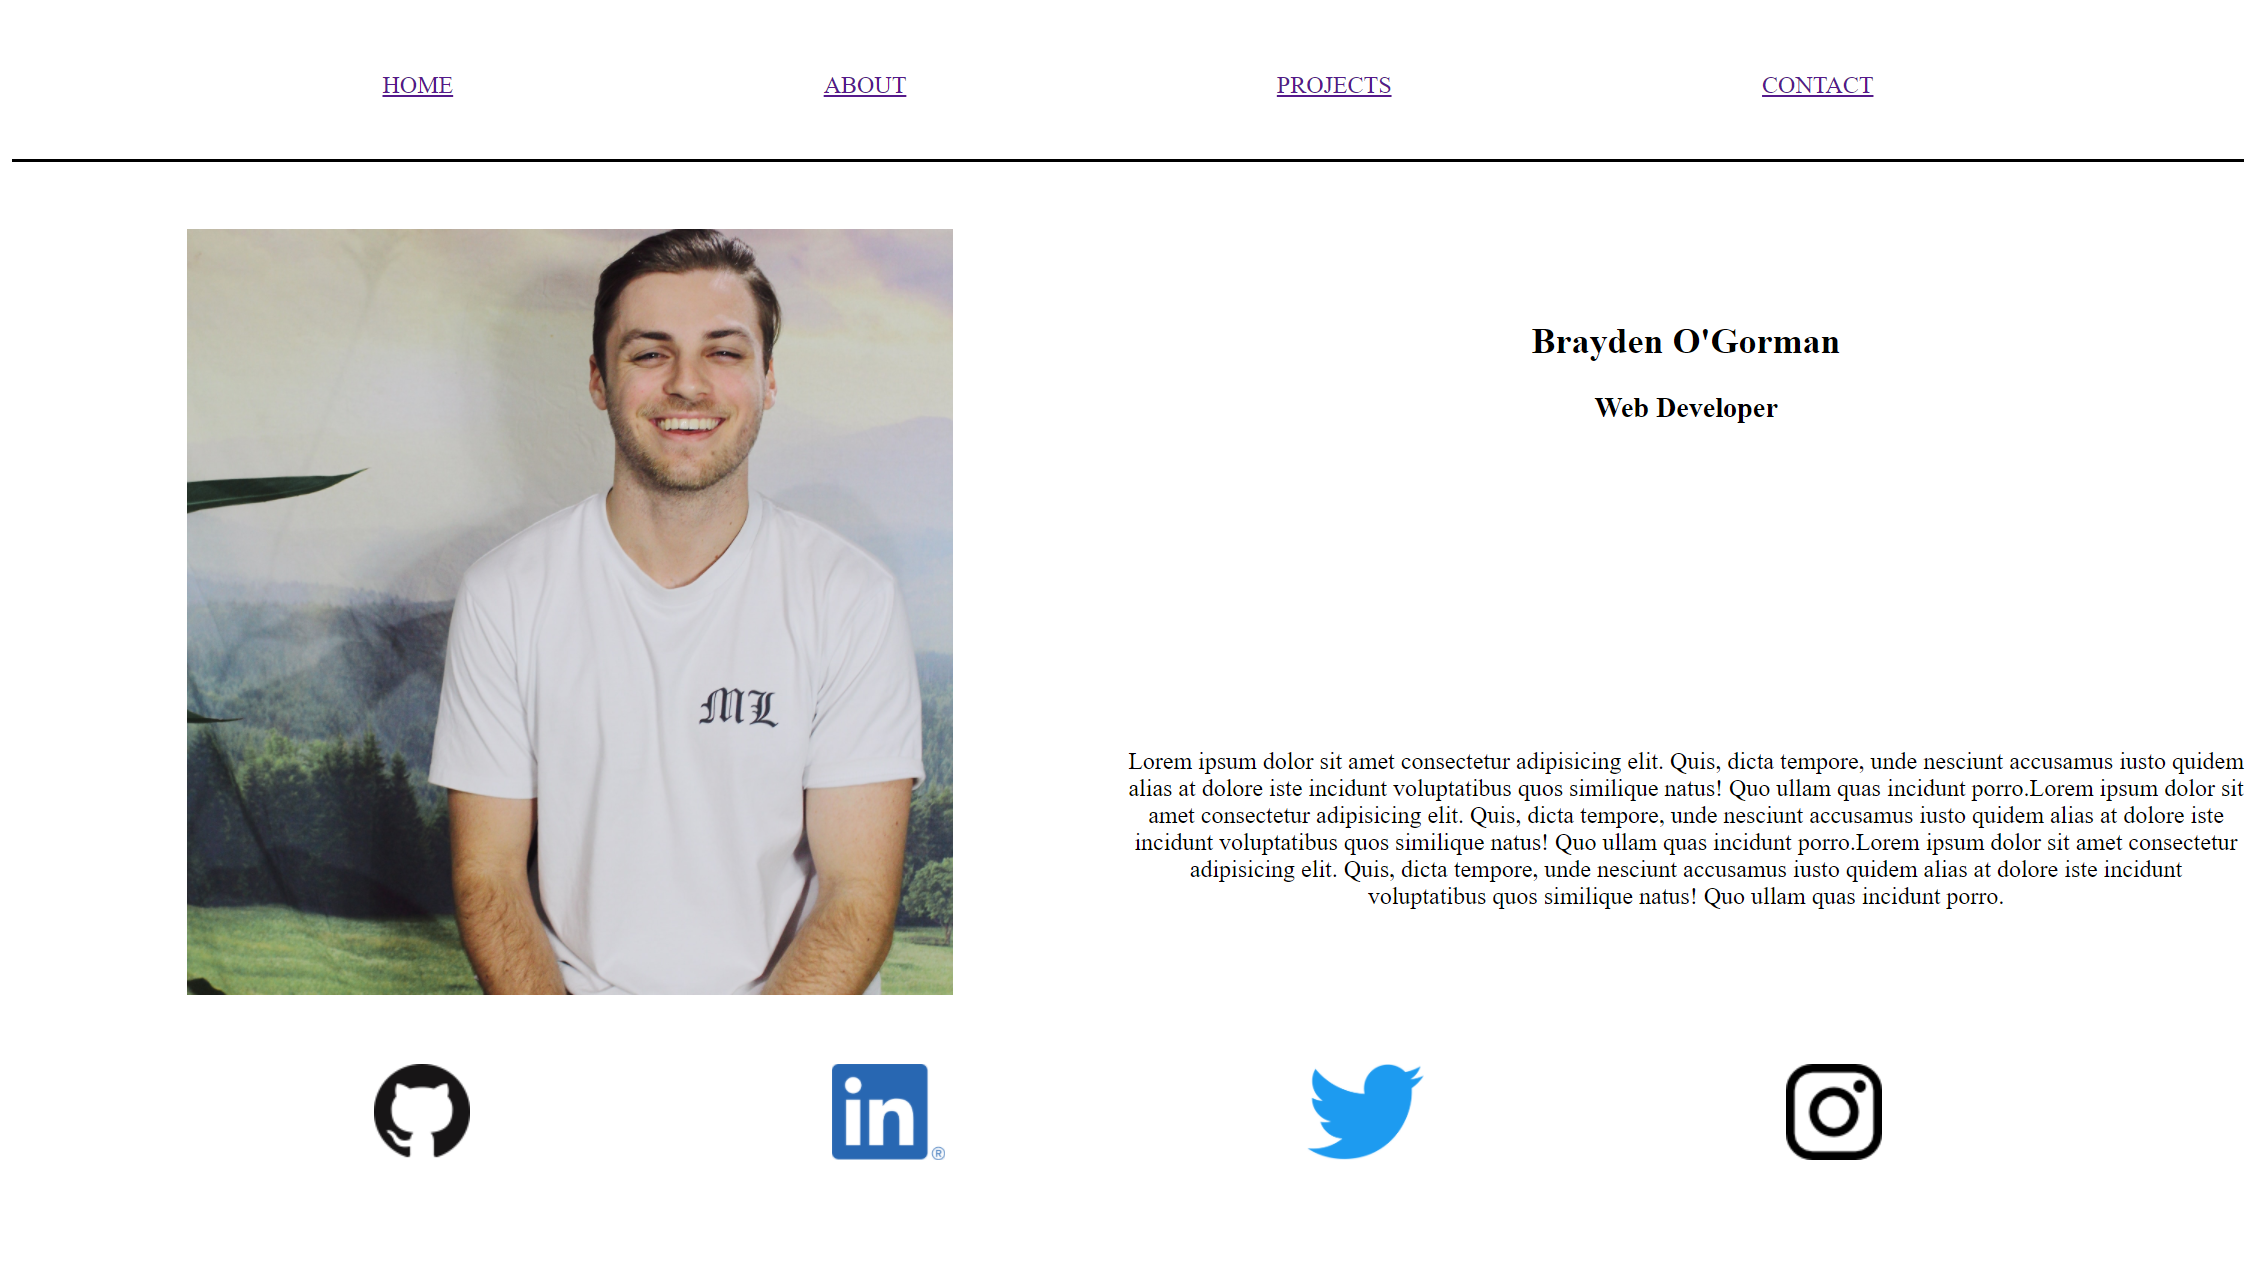 HOME ABOUT PROJECTS CONTACT
Brayden O'Gorman
Web Developer
ML
Lorem ipsum dolor sit amet consectetur adipisicing elit. Quis, dicta tempore, unde nesciunt accusamus iusto quidem
alias at dolore iste incidunt voluptatibus quos similique natus! Quo ullam quas incidunt porro.Lorem ipsum dolor sit
amet consectetur adipisicing elit. Quis, dicta tempore, unde nesciunt accusamus iusto quidem alias at dolore iste
incidunt voluptatibus quos similique natus! Quo ullam quas incidunt porro.Lorem ipsum dolor sit amet consectetur
adipisicing elit. Quis, dicta tempore, unde nesciunt accusamus iusto quidem alias at dolore iste incidunt
voluptatibus quos similique natus! Quo ullam quas incidunt porro.
in ®